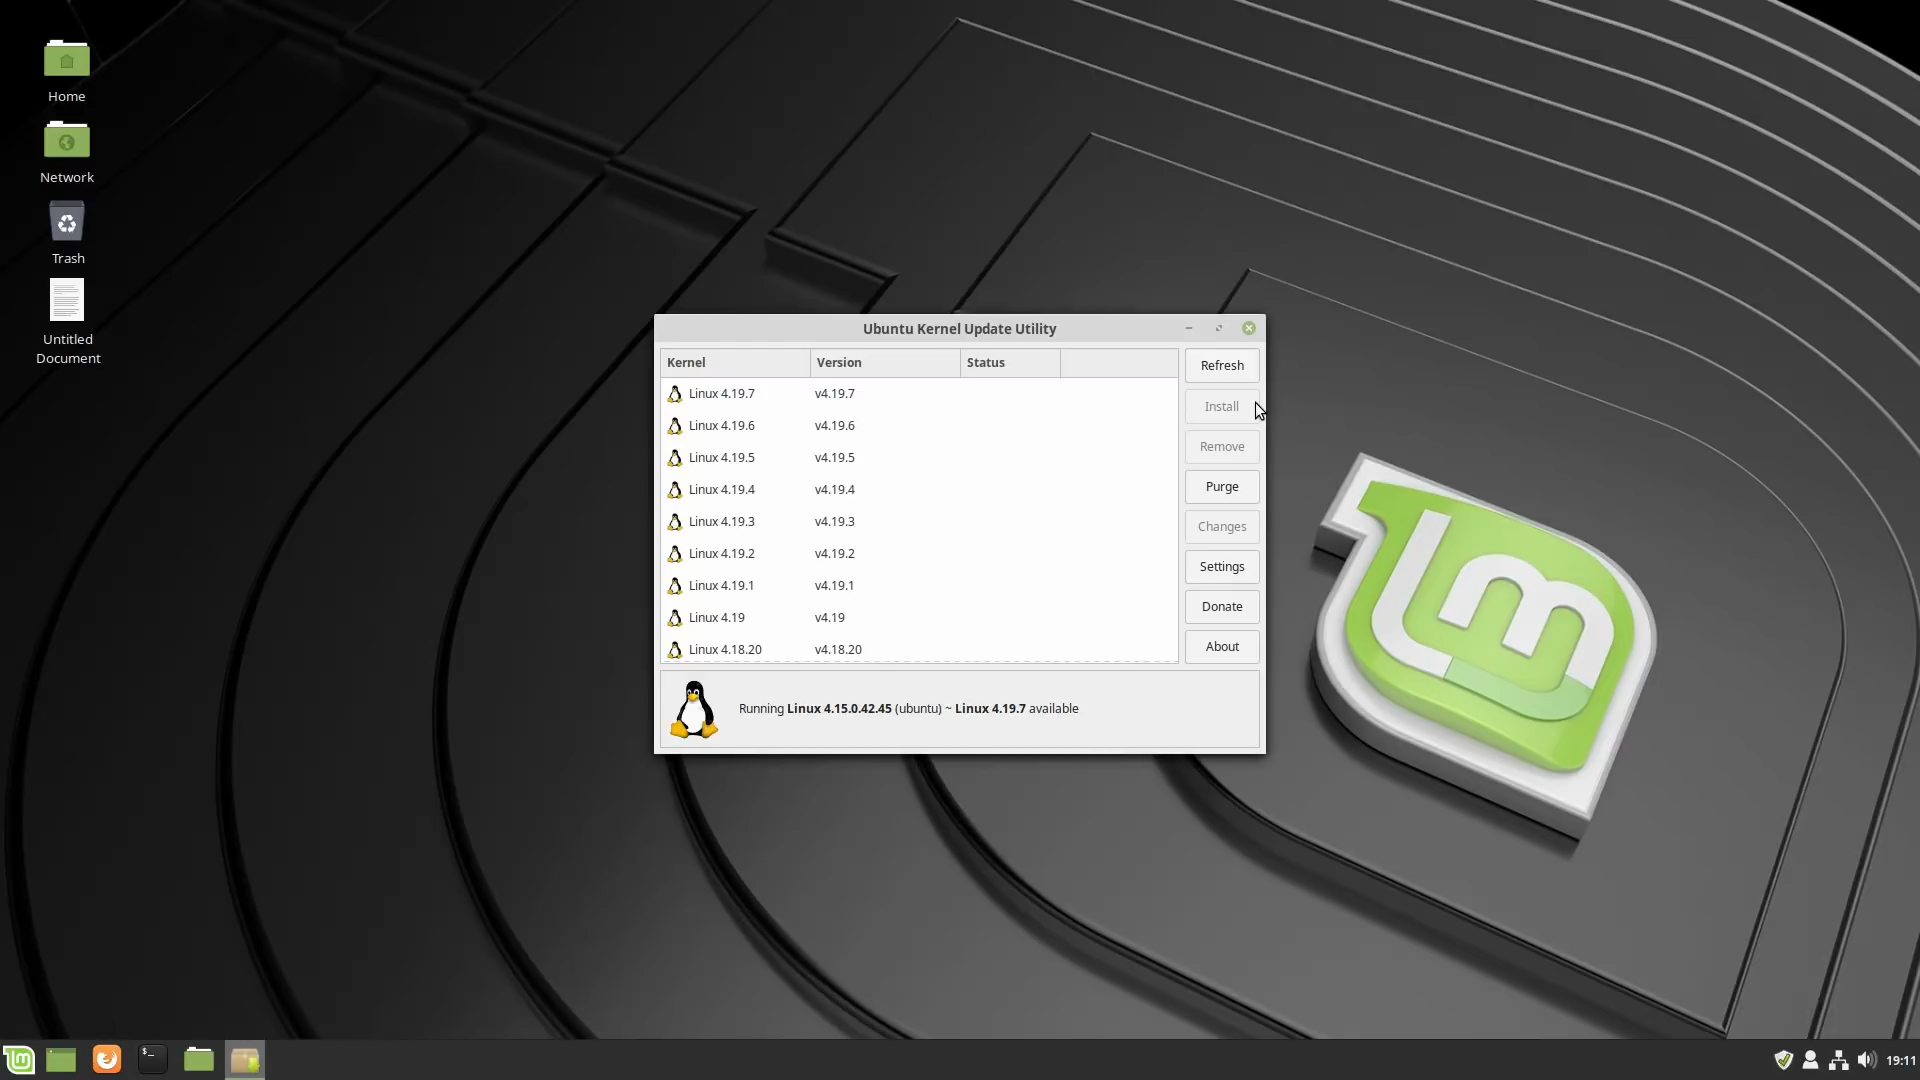 Home
Network
Trash
Untitled
Document
Ubuntu Kernel Update Utility
Kernel Version Status
Linux 4.19.7 v4.19.7
Linux 4.19.6 v4.19.6
Linux 4.19.5 v4.19.5
Linux 4.19.4 v4.19.4
Linux 4.19.3 v4.19.3
Linux 4.19.2 v4.19.2
Linux 4.19.1 v4.19.1
Linux 4.19 v4.19
Linux 4.18.20 v4.18.20
Refresh
Install
Remove
Purge
Changes
Settings
Donate
About
Running Linux 4.15.0.42.45 (ubuntu) ~ Linux 4.19.7 available
lm
lm
$_
19:11